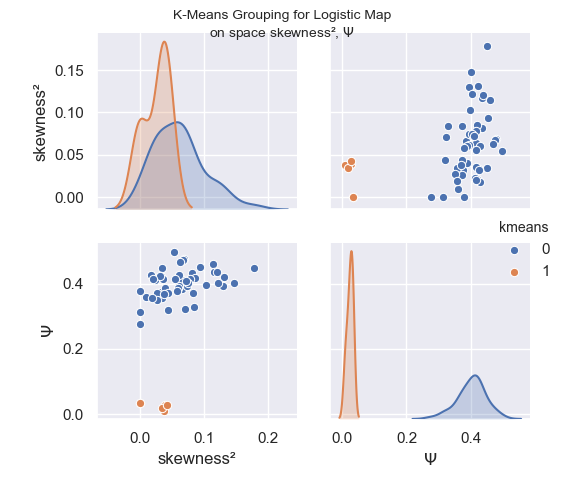 K-Means Grouping for Logistic Map
on space skewness², Ψ
skewness²
0.15
0.10
0.05
0.00
kmeans
0
1
Ψ
0.4
0.2
0.0
0.0 0.1 0.2
skewness²
0.0 0.2 0.4
Ψ